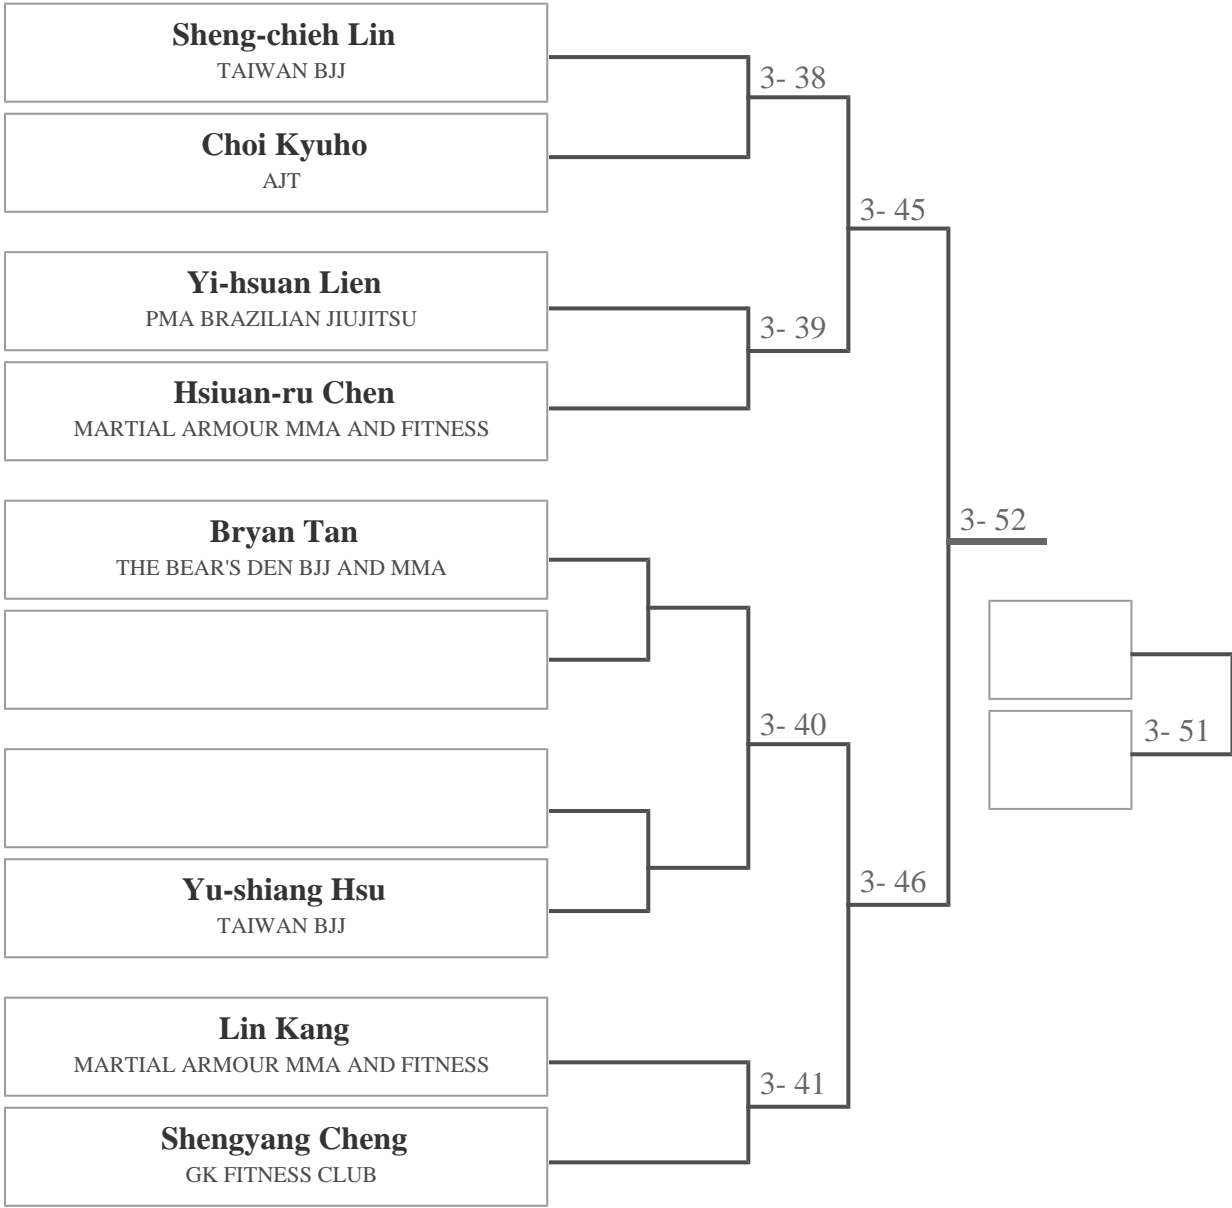 Sheng-chieh Lin
TAIWAN BJJ
3- 38
Choi Kyuho
AJT
3- 45
Yi-hsuan Lien
PMA BRAZILIAN JIUJITSU
3- 39
Hsiuan-ru Chen
MARTIAL ARMOUR MMA AND FITNESS
Bryan Tan
THE BEAR'S DEN BJJ AND MMA
3- 52
3- 40
3- 51
Yu-shiang Hsu
TAIWAN BJJ
3- 46
Lin Kang
MARTIAL ARMOUR MMA AND FITNESS
3- 41
Shengyang Cheng
GK FITNESS CLUB